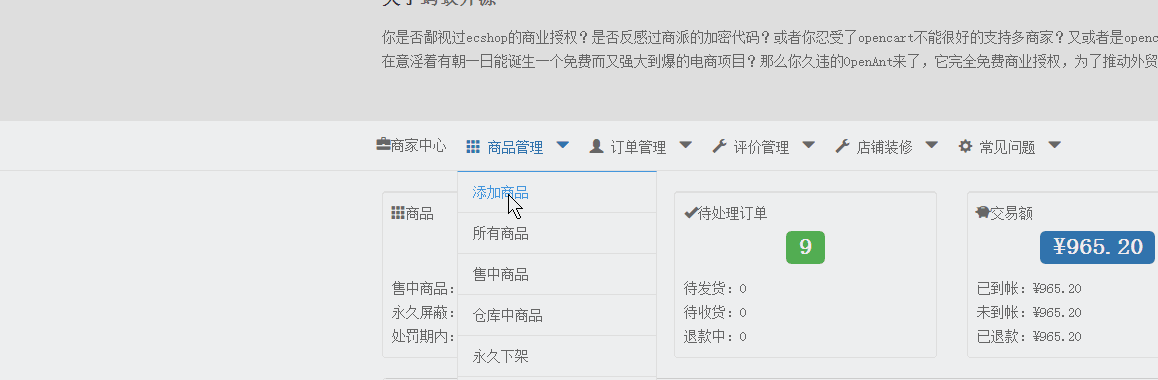 关于蚂蚁开源
你是否鄙视过ecshop的商业授权？是否反感过商派的加密代码？或者你忍受了opencart不能很好的支持多商家？又或者是openc
在意淫着有朝一日能诞生一个免费而又强大到爆的电商项目？那么你久违的OpenAnt来了，它完全免费商业授权，为了推动外贸
商家中心 商品管理 订单管理 评价管理 店铺装修 常见问题
添加商品
所有商品
售中商品
仓库中商品
永久下架
商品
售中商品：
永久屏蔽：
处罚期内：
待处理订单
9
待发货：0
待收货：0
退款中：0
交易额
¥965.20
已到帐：¥965.20
未到帐：¥965.20
已退款：¥965.20